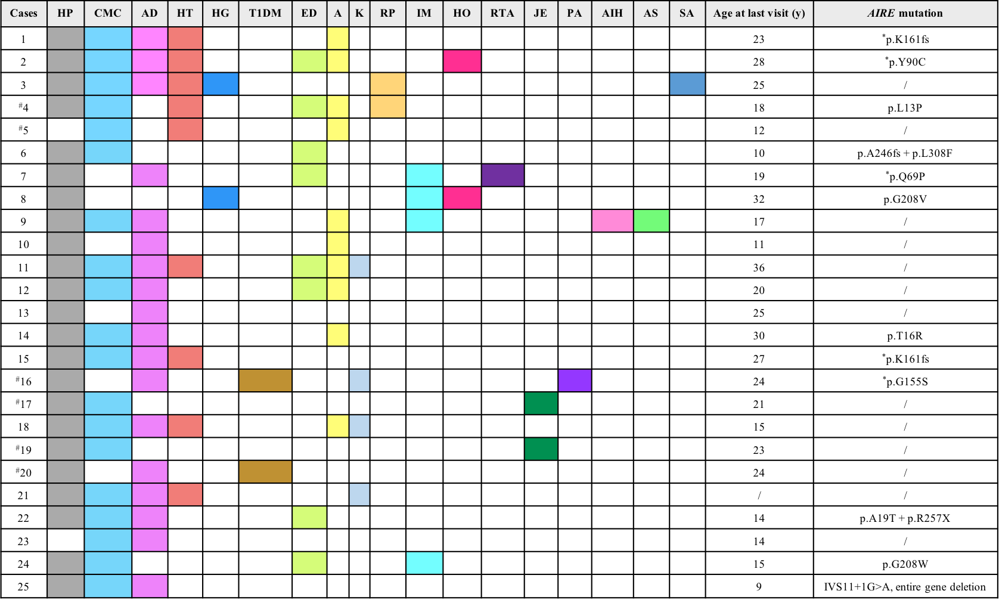 Cases HP CMC AD HT HG T1DM ED A K RP IM HO RTA JE PA AIH AS SA Age at last visit (y) AIRE mutation
1 23 *p.K161fs
2 28 *p.Y90C
3 25 /
#4 18 p.L13P
#5 12 /
6 10 p.A246fs + p.L308F
7 19 *p.Q69P
8 32 p.G208V
9 17 /
10 11 /
11 36 /
12 20 /
13 25 /
14 30 p.T16R
15 27 *p.K161fs
#16 24 *p.G155S
#17 21 /
18 15 /
#19 23 /
#20 24 /
21 / /
22 14 p.A19T + p.R257X
23 14 /
24 15 p.G208W
25 9 IVS11+1G>A, entire gene deletion